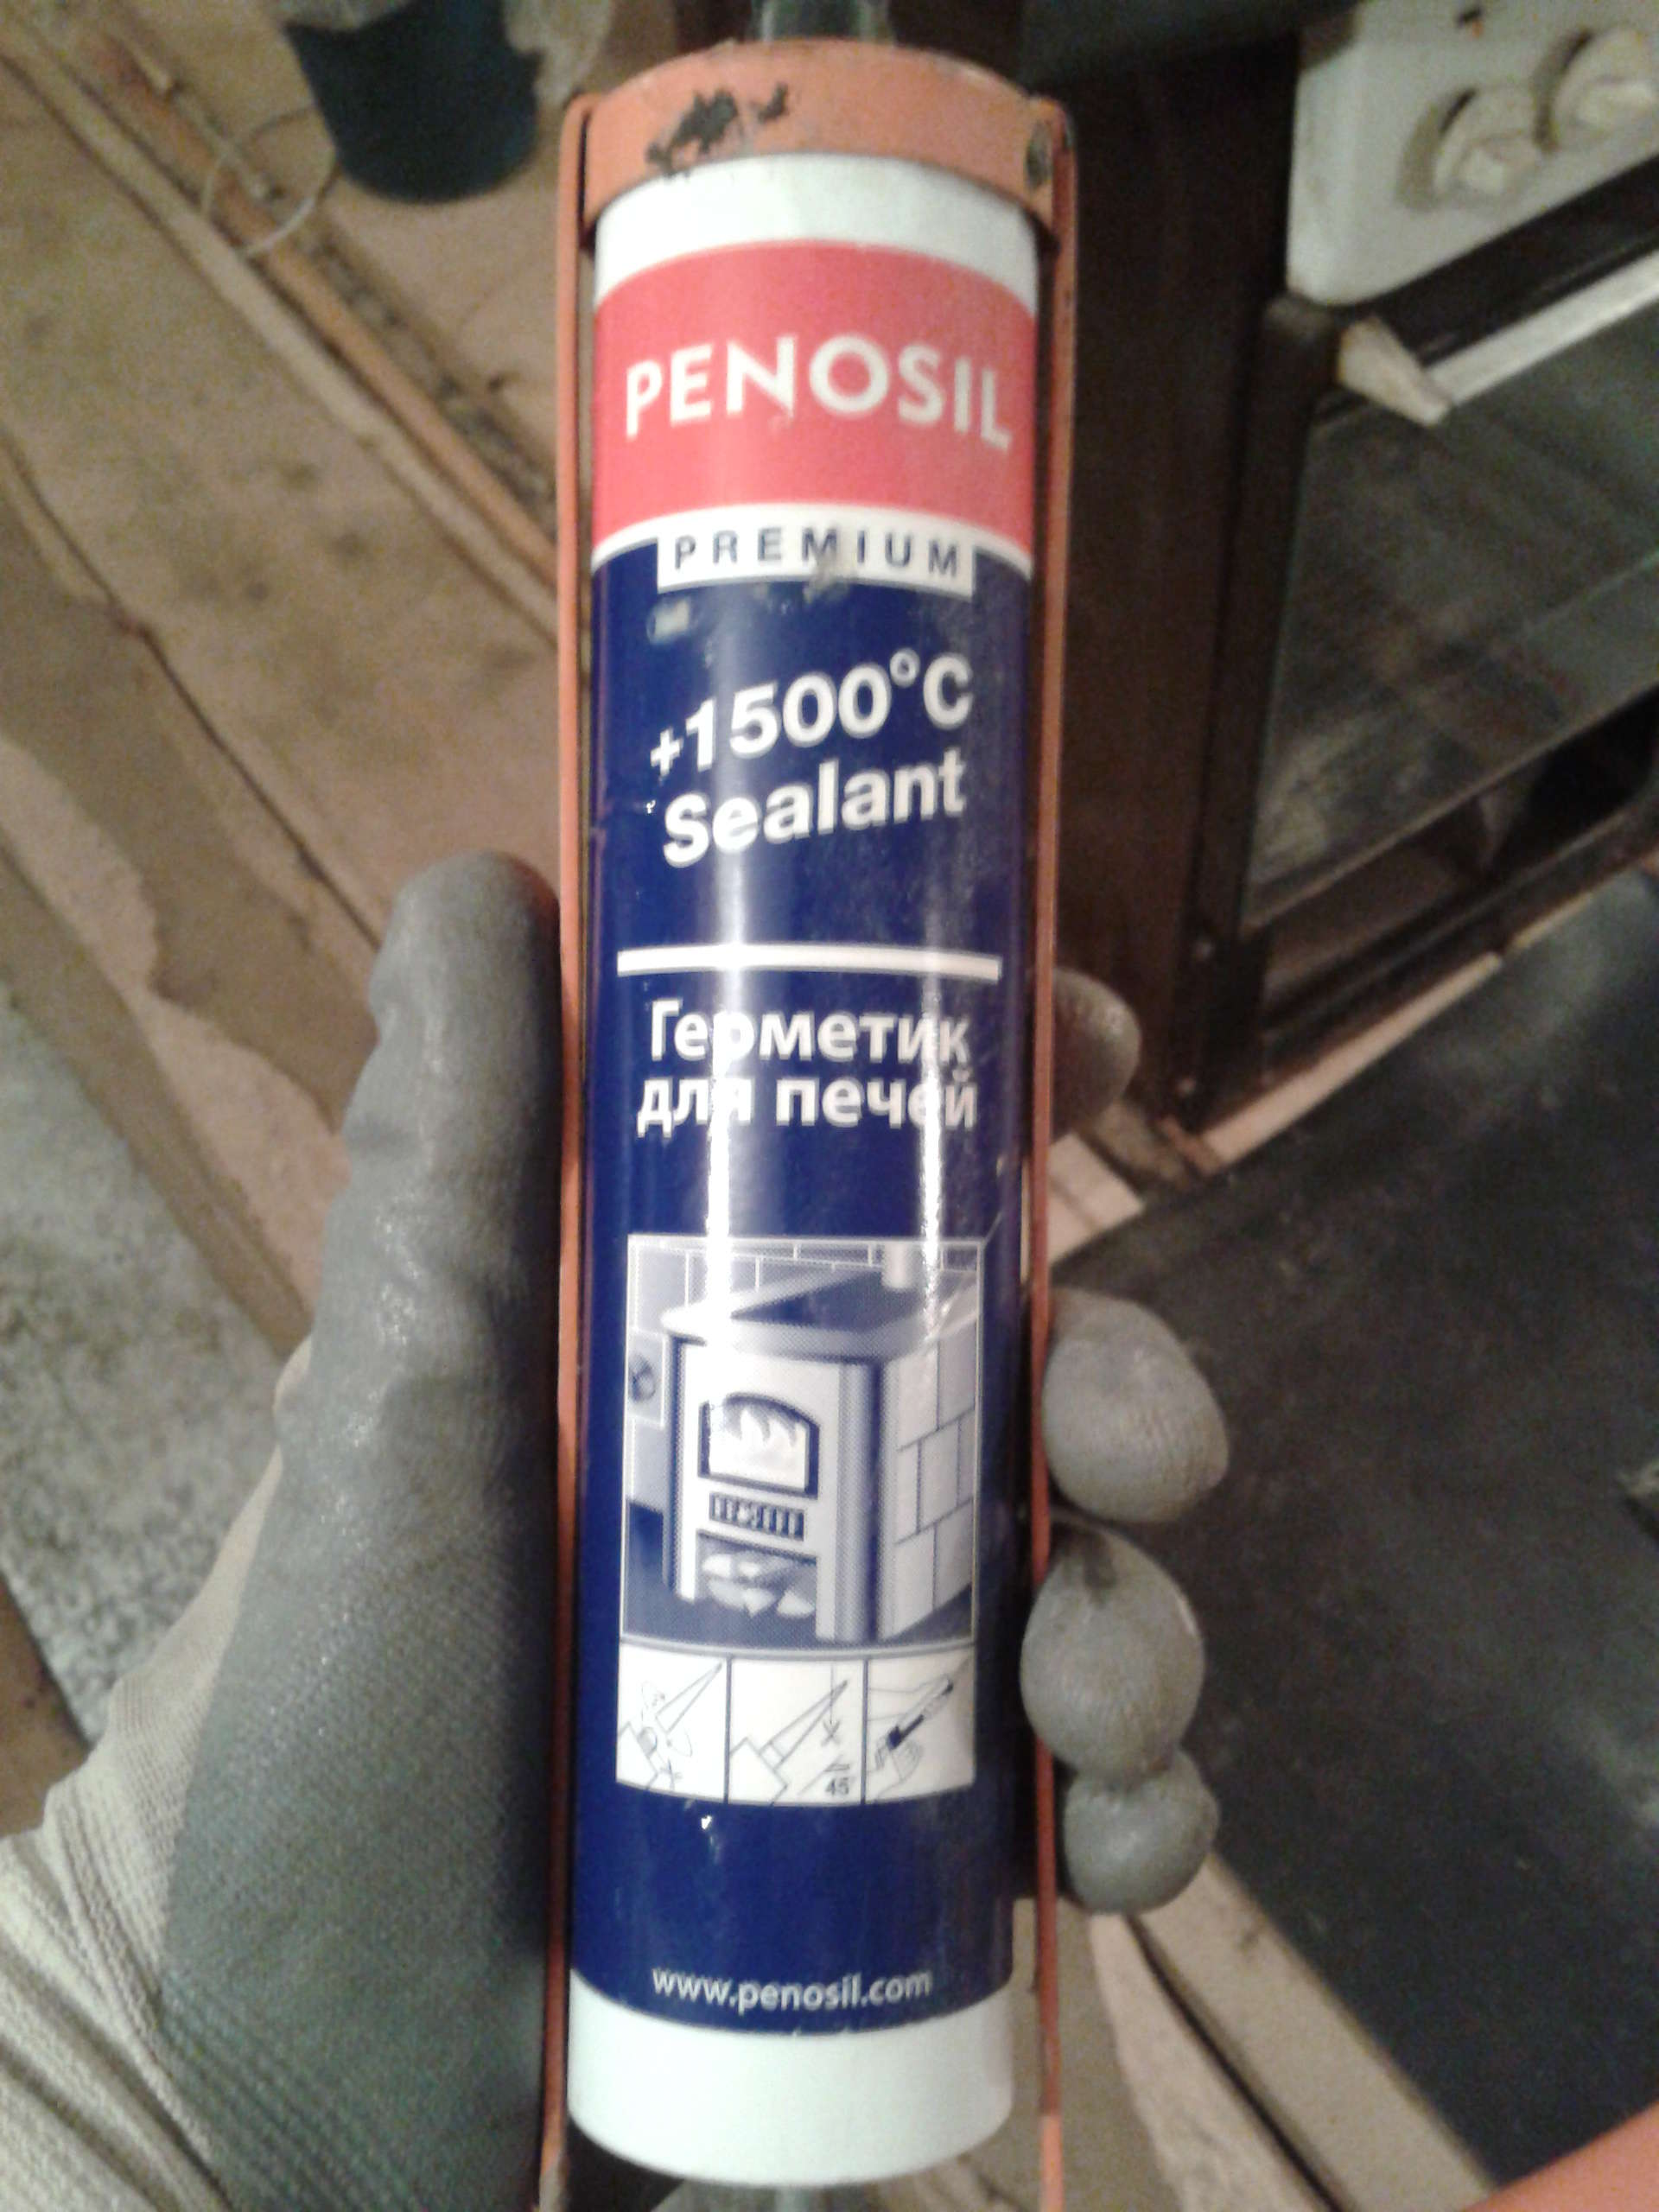 PENOSIL
PREMIUM
+1500°C
Sealant
Герметик
для печей
45°
www.penosil.com